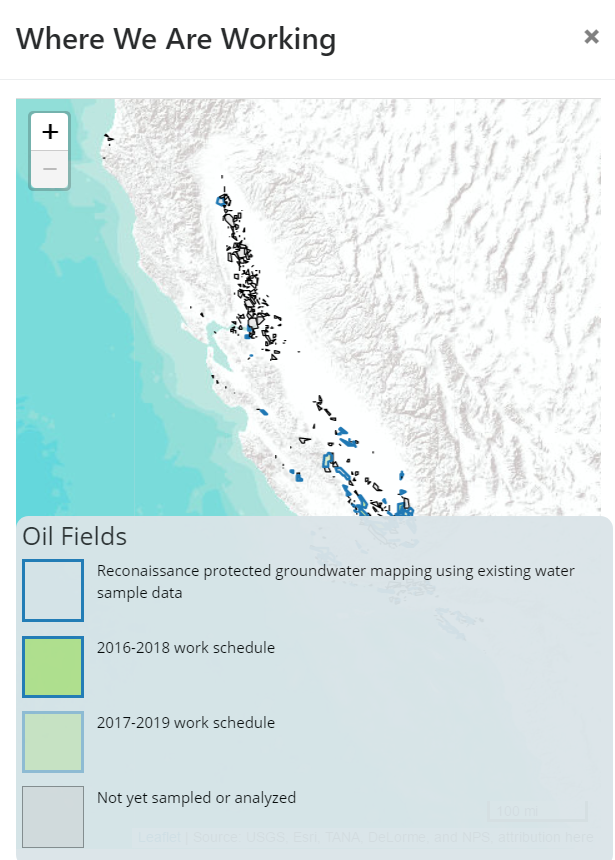 Where We Are Working
×
+
−
Oil Fields
Reconaissance protected groundwater mapping using existing water
sample data
2016-2018 work schedule
2017-2019 work schedule
Not yet sampled or analyzed
100 mi
Leaflet | Source: USGS, Esri, TANA, DeLorme, and NPS, attribution here